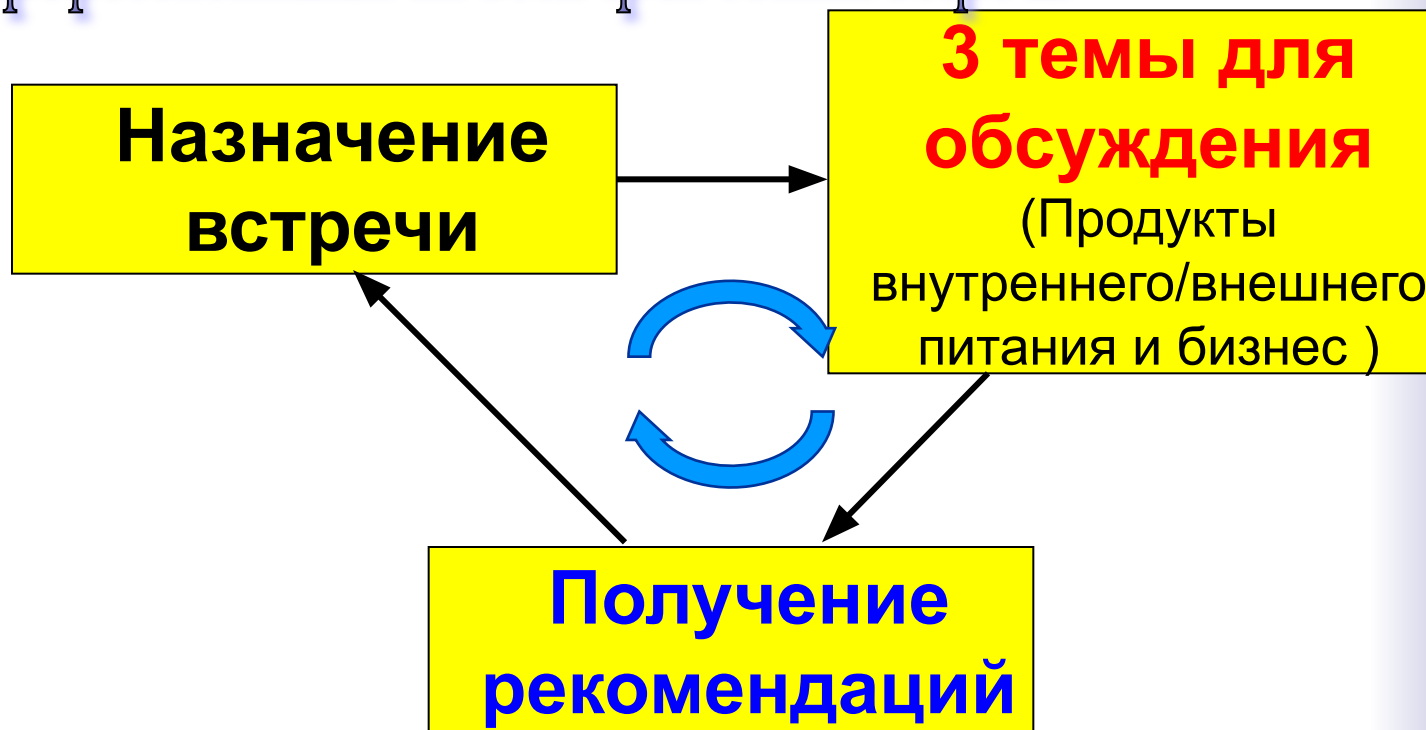 Назначение
встречи
3 темы для
обсуждения
(Продукты
внутреннего/внешнего
питания и бизнес )
Получение
рекомендаций